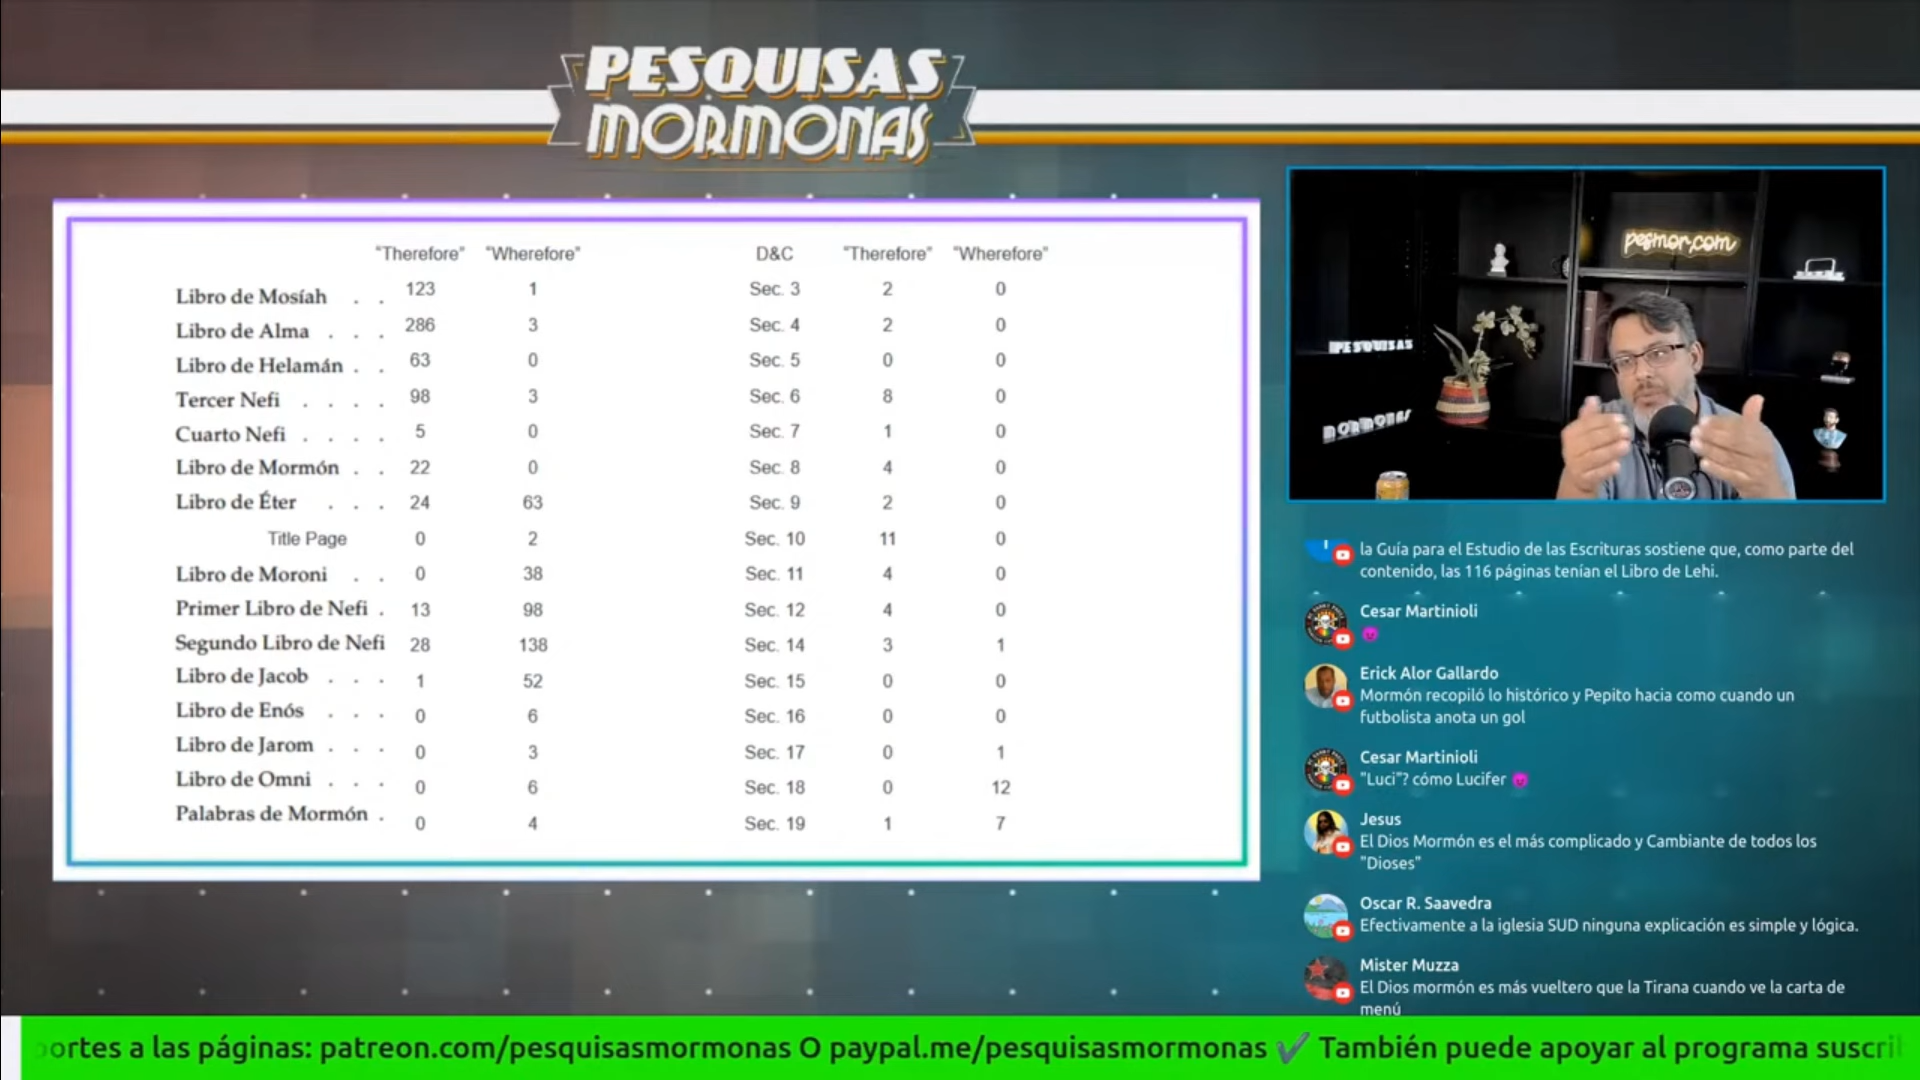 PESQUISAS
MORMONAS
"Therefore" "Wherefore"
Libro de Mosíah . . 123 1
Libro de Alma . . . 286 3
Libro de Helamán . . 63 0
Tercer Nefi . . . . 98 3
Cuarto Nefi . . . . 5 0
Libro de Mormón . . 22 0
Libro de Éter . . . 24 63
Title Page 0 2
Libro de Moroni . . 0 38
Primer Libro de Nefi . 13 98
Segundo Libro de Nefi 28 138
Libro de Jacob . . . 1 52
Libro de Enós . . . 0 6
Libro de Jarom . . . 0 3
Libro de Omni . . . 0 6
Palabras de Mormón . 0 4
D&C "Therefore" "Wherefore"
Sec. 3 2 0
Sec. 4 2 0
Sec. 5 0 0
Sec. 6 8 0
Sec. 7 1 0
Sec. 8 4 0
Sec. 9 2 0
Sec. 10 11 0
Sec. 11 4 0
Sec. 12 4 0
Sec. 14 3 1
Sec. 15 0 0
Sec. 16 0 0
Sec. 17 0 1
Sec. 18 0 12
Sec. 19 1 7
pesmor.com
PESQUISAS
MORMONAS
la Guía para el Estudio de las Escrituras sostiene que, como parte del
contenido, las 116 páginas tenían el Libro de Lehi.
Cesar Martinioli
😈
Erick Alor Gallardo
Mormón recopiló lo histórico y Pepito hacia como cuando un
futbolista anota un gol
Cesar Martinioli
"Luci"? cómo Lucifer 😈
Jesus
El Dios Mormón es el más complicado y Cambiante de todos los
"Dioses"
Oscar R. Saavedra
Efectivamente a la iglesia SUD ninguna explicación es simple y lógica.
Mister Muzza
El Dios mormón es más vueltero que la Tirana cuando ve la carta de
menú
portes a las páginas: patreon.com/pesquisasmormonas O paypal.me/pesquisasmormonas ✔ También puede apoyar al programa suscri